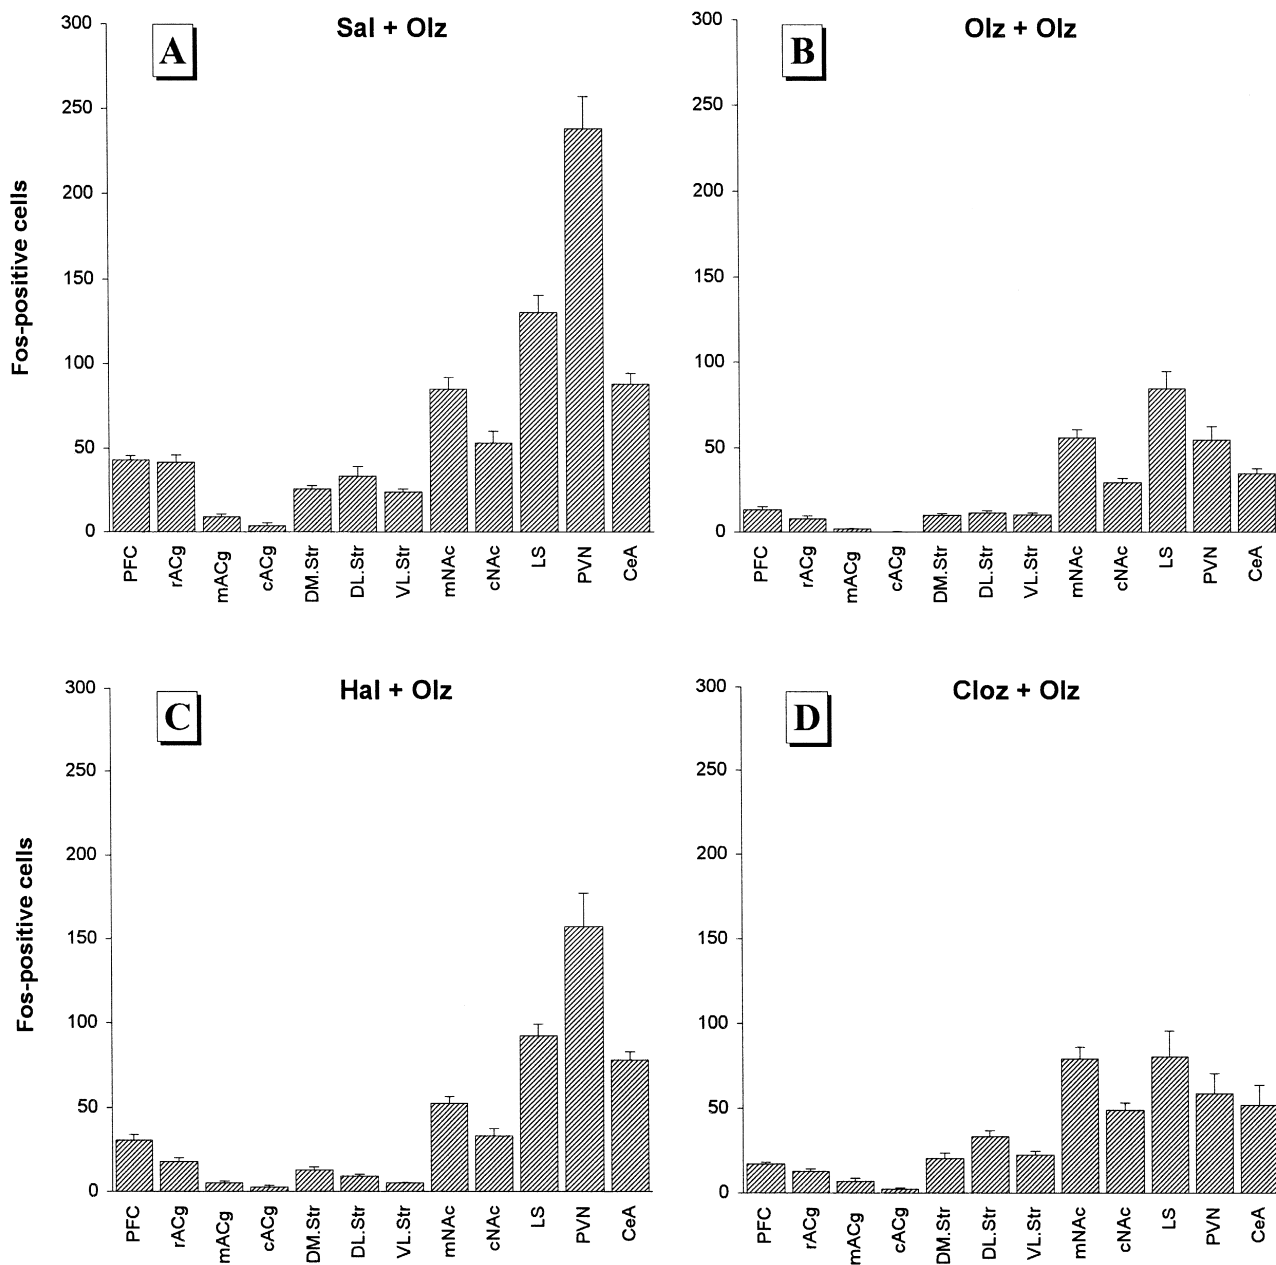 A
Sal + Olz
Fos-positive cells
300
250
200
150
100
50
0
PFC
rACg
mACg
cACg
DM.Str
DL.Str
VL.Str
mNAc
cNAc
LS
PVN
CeA
B
Olz + Olz
300
250
200
150
100
50
0
PFC
rACg
mACg
cACg
DM.Str
DL.Str
VL.Str
mNAc
cNAc
LS
PVN
CeA
C
Hal + Olz
Fos-positive cells
300
250
200
150
100
50
0
PFC
rACg
mACg
cACg
DM.Str
DL.Str
VL.Str
mNAc
cNAc
LS
PVN
CeA
D
Cloz + Olz
300
250
200
150
100
50
0
PFC
rACg
mACg
cACg
DM.Str
DL.Str
VL.Str
mNAc
cNAc
LS
PVN
CeA